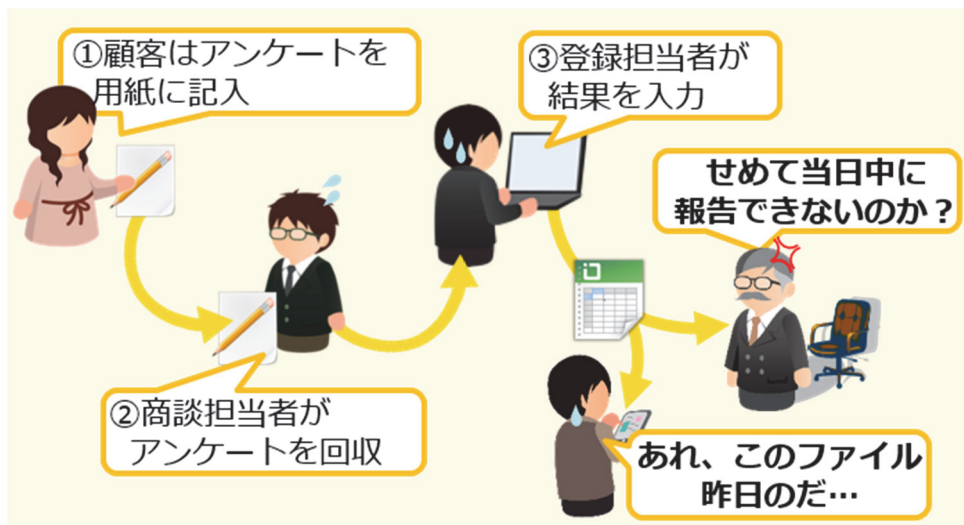 ①顧客はアンケートを
用紙に記入
②商談担当者が
アンケートを回収
③登録担当者が
結果を入力
せめて当日中に
報告できないのか？
あれ、このファイル
昨日のだ…